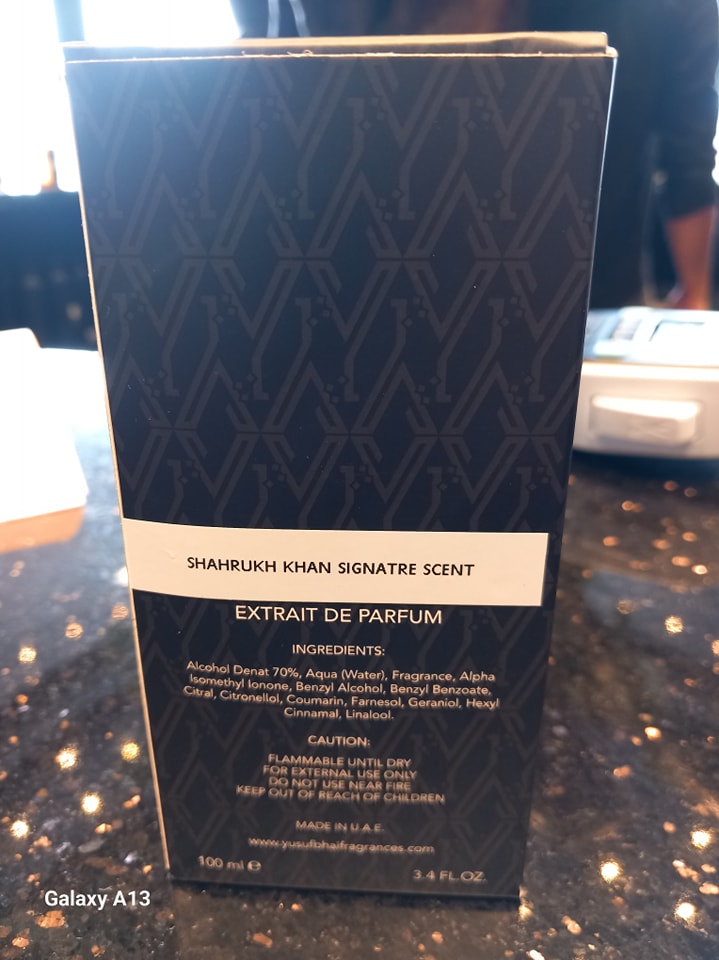 SHAHRUKH KHAN SIGNATRE SCENT
EXTRAIT DE PARFUM
INGREDIENTS:
Alcohol Denat 70%, Aqua (Water), Fragrance, Alpha
Isomethyl Ionone, Benzyl Alcohol, Benzyl Benzoate,
Citral, Citronellol, Coumarin, Farnesol, Geraniol, Hexyl
Cinnamal, Linalool.
CAUTION:
FLAMMABLE UNTIL DRY
FOR EXTERNAL USE ONLY
DO NOT USE NEAR FIRE
KEEP OUT OF REACH OF CHILDREN
MADE IN U.A.E.
www.yusufbhaifragrances.com
100 ml ℮
3.4 FL.OZ.
Galaxy A13